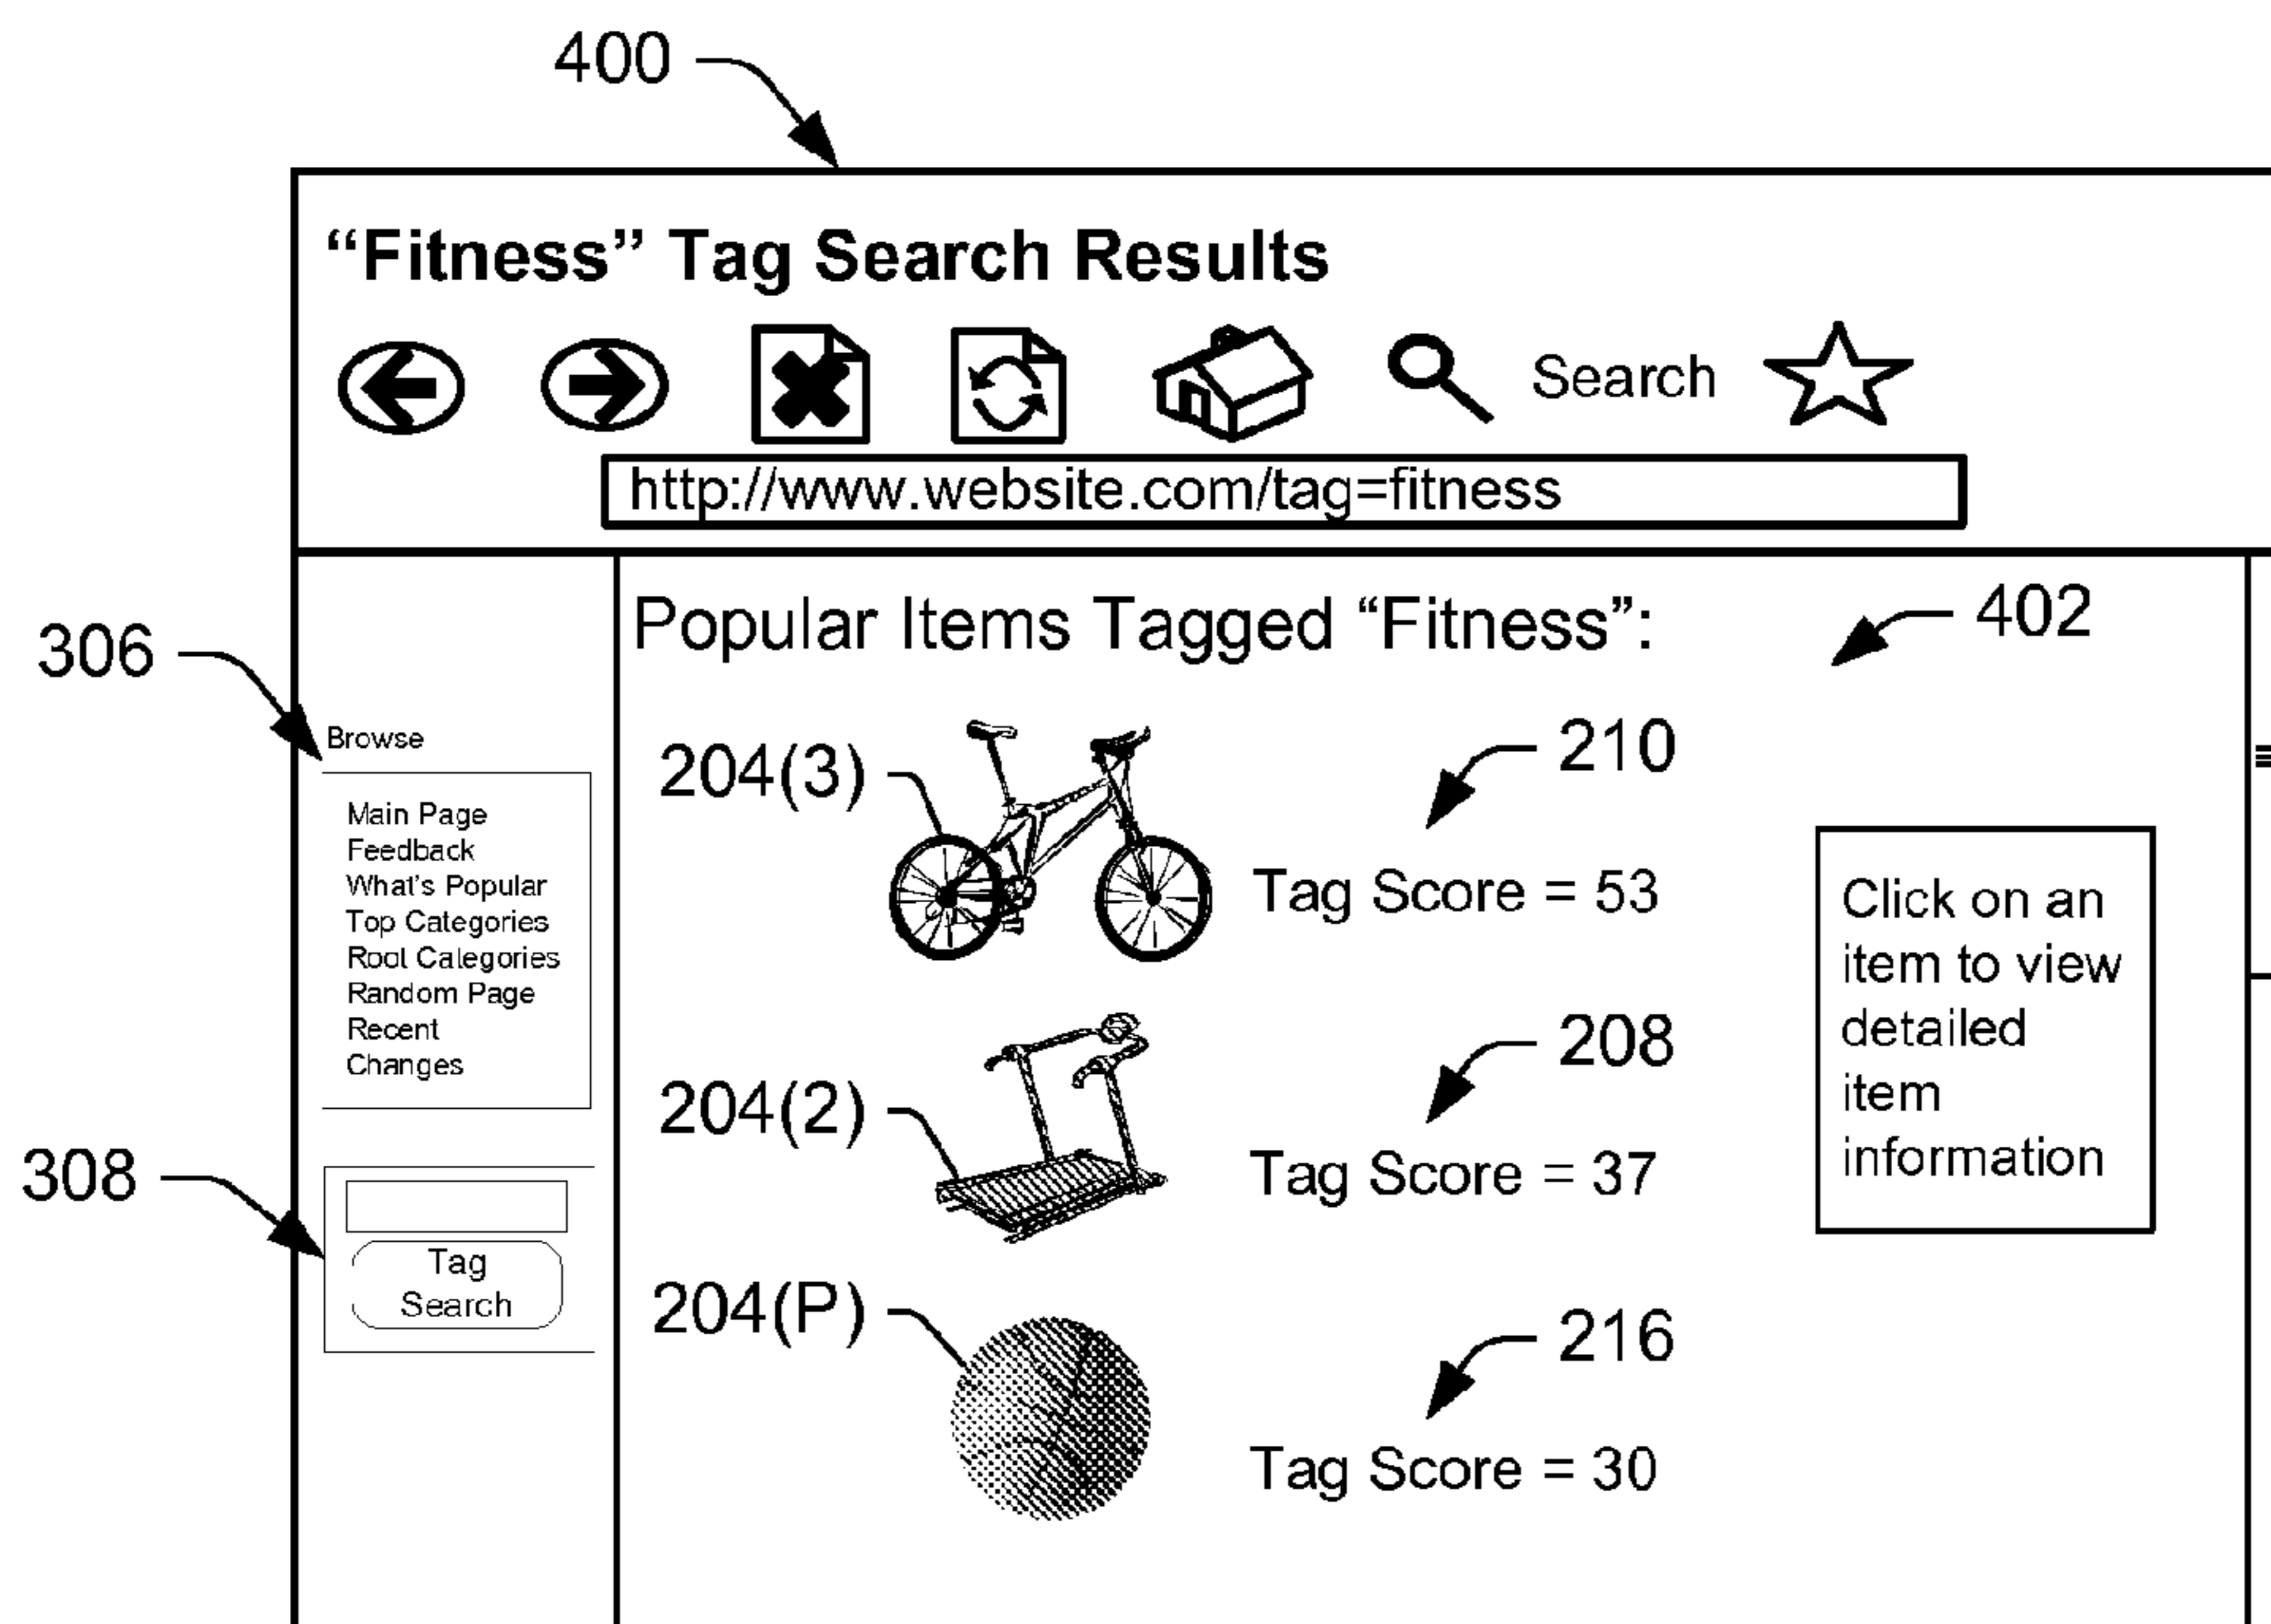 400
“Fitness” Tag Search Results
Search
http://www.website.com/tag=fitness
Popular Items Tagged “Fitness”:
402
306
Browse
Main Page
Feedback
What's Popular
Top Categories
Root Categories
Random Page
Recent
Changes
308
Tag
Search
204(3)
210
Tag Score = 53
204(2)
208
Tag Score = 37
204(P)
216
Tag Score = 30
Click on an
item to view
detailed
item
information